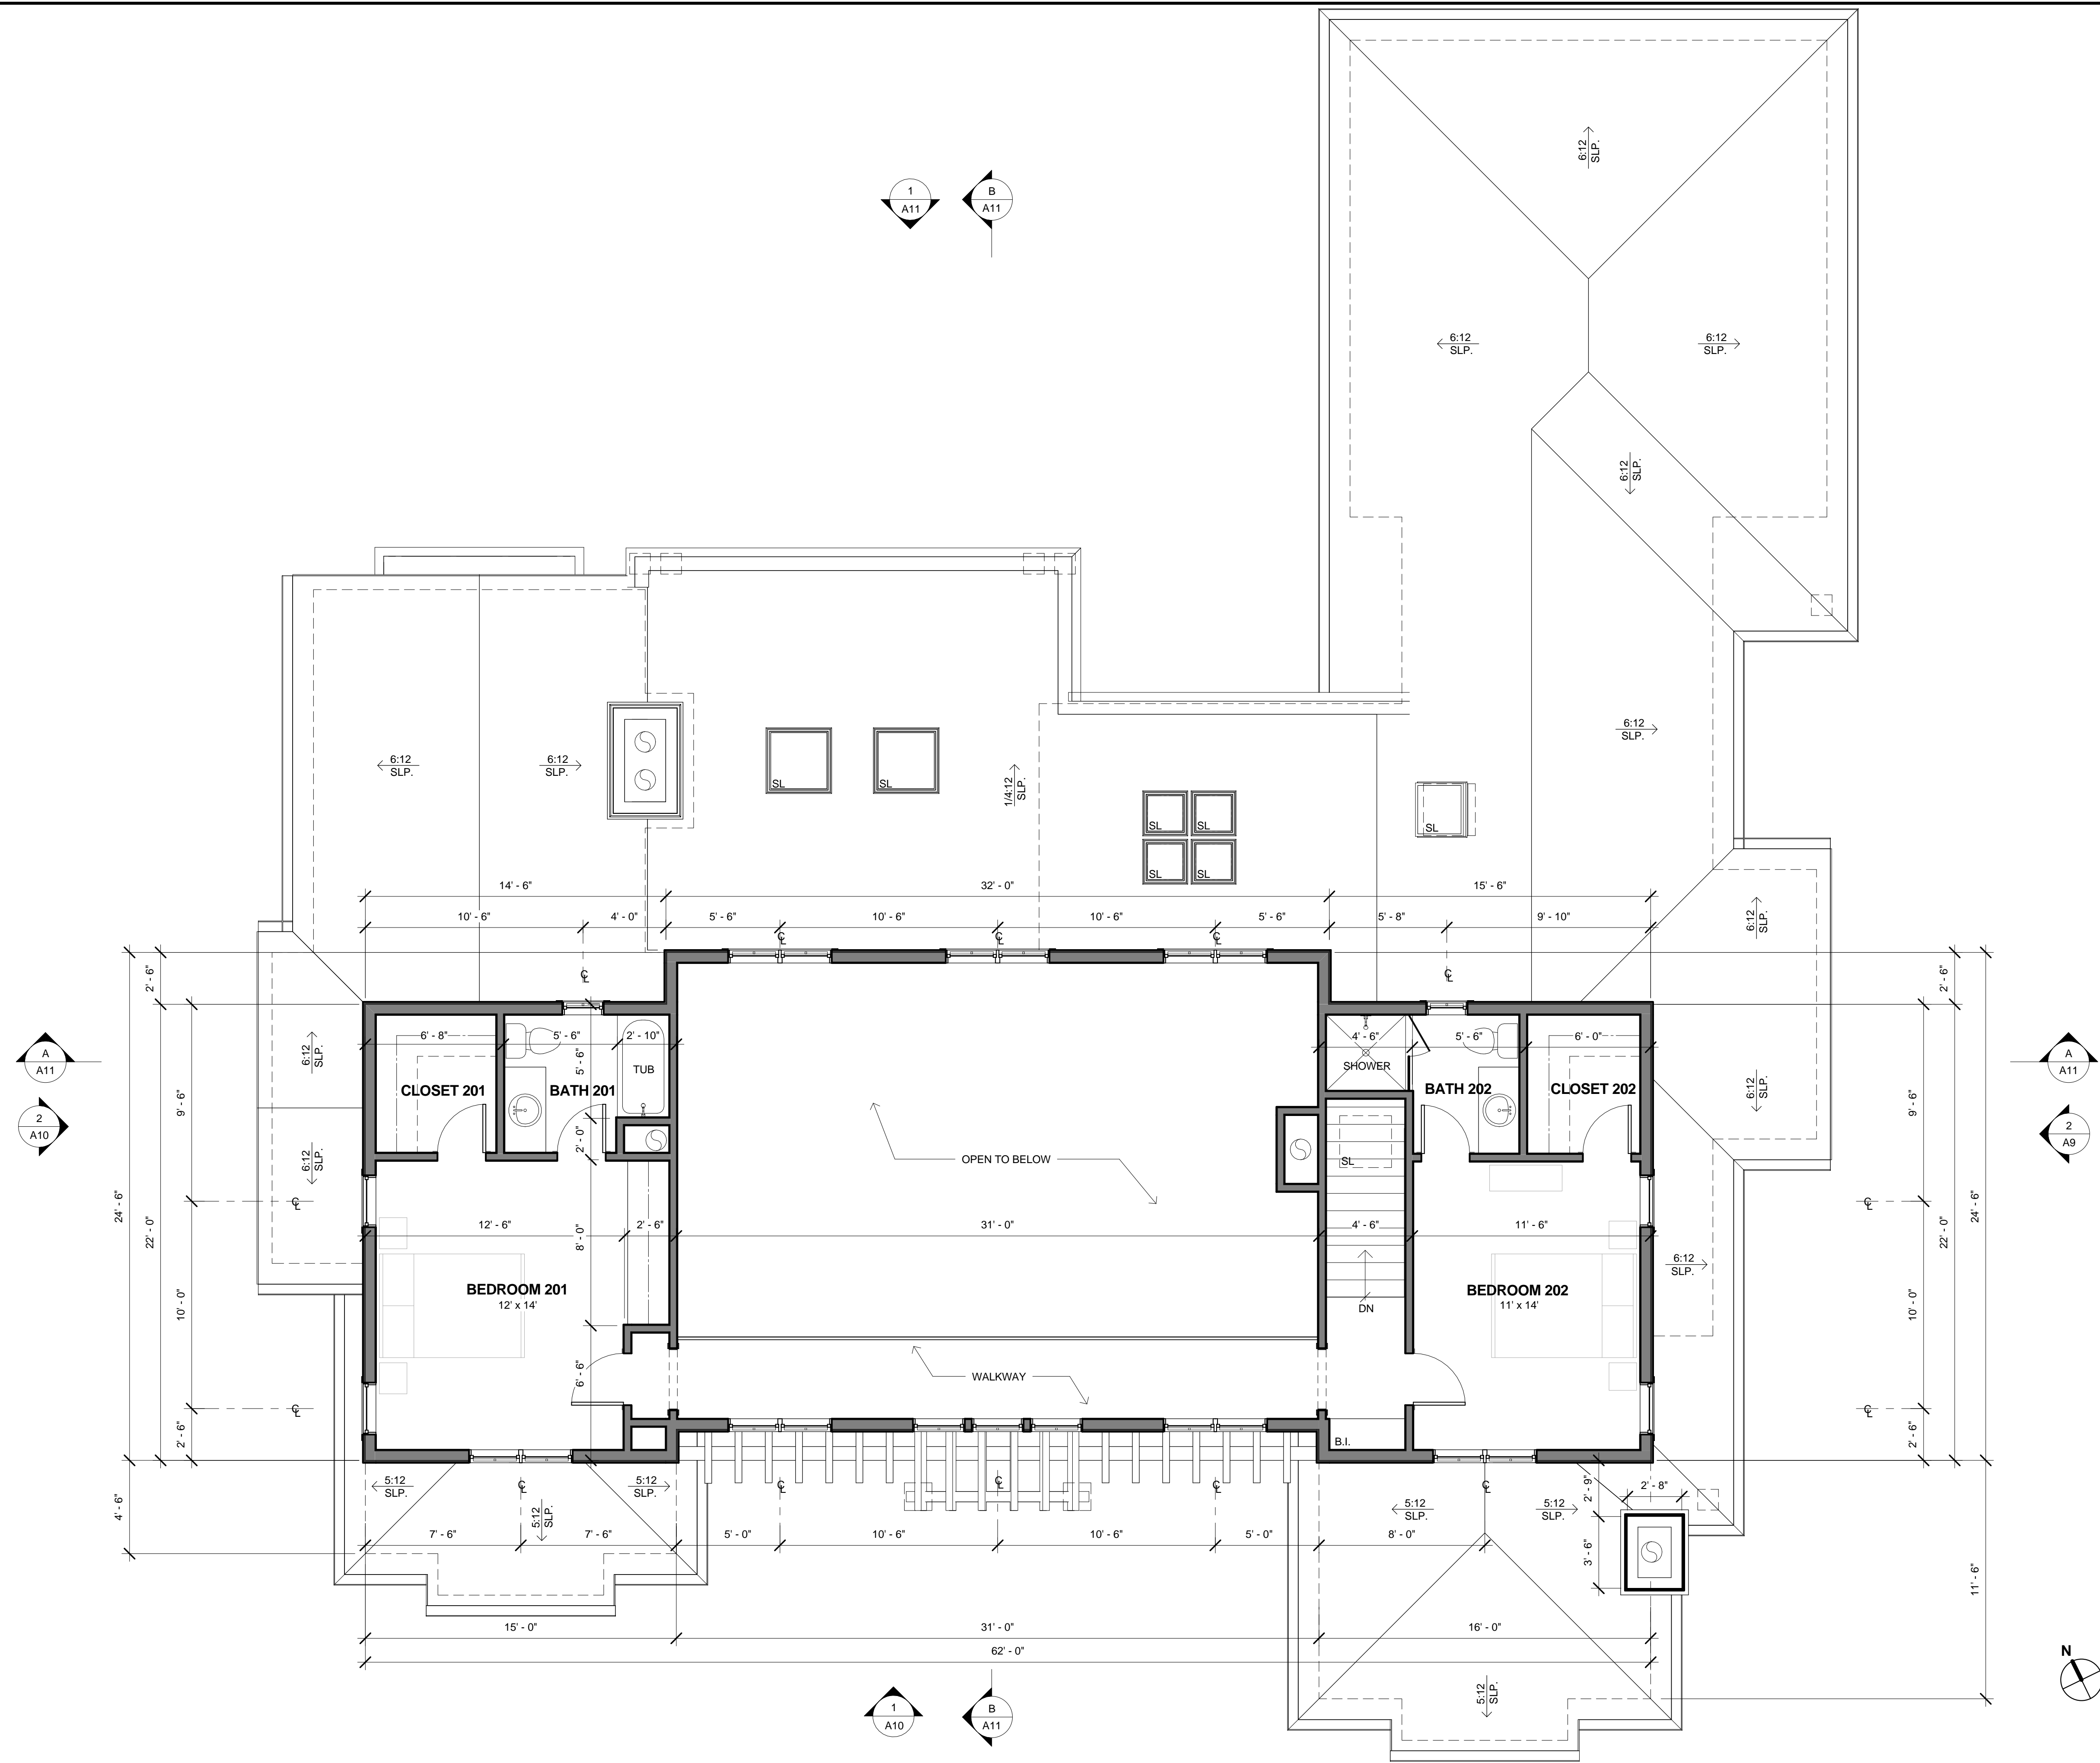 6:12
SLP.
1
A11
B
A11
6:12
SLP.
6:12
SLP.
6:12
SLP.
6:12
SLP.
6:12
SLP.
6:12
SLP.
SL
SL
1/4:12
SLP.
SL
SL
SL
SL
SL
14' - 6"
32' - 0"
15' - 6"
10' - 6"
4' - 0"
5' - 6"
10' - 6"
10' - 6"
5' - 6"
5' - 8"
9' - 10"
6:12
SLP.
℄
℄
℄
℄
℄
2' - 6"
2' - 6"
A
A11
6:12
SLP.
6' - 8"
5' - 6"
2' - 10"
5' - 6"
4' - 6"
5' - 6"
6' - 0"
A
A11
TUB
SHOWER
6:12
SLP.
CLOSET 201
BATH 201
BATH 202
CLOSET 202
9' - 6"
9' - 6"
2
A10
2
A9
2' - 0"
6:12
SLP.
OPEN TO BELOW
SL
℄
℄
24' - 6"
22' - 0"
12' - 6"
2' - 6"
8' - 0"
31' - 0"
4' - 6"
11' - 6"
22' - 0"
24' - 6"
6:12
SLP.
BEDROOM 201
12' x 14'
BEDROOM 202
11' x 14'
10' - 0"
DN
10' - 0"
6' - 6"
WALKWAY
℄
℄
2' - 6"
B.I.
2' - 6"
5:12
SLP.
℄
5:12
SLP.
℄
℄
℄
℄
2' - 9"
2' - 8"
4' - 6"
5:12
SLP.
5:12
SLP.
5:12
SLP.
7' - 6"
7' - 6"
5' - 0"
10' - 6"
10' - 6"
5' - 0"
8' - 0"
3' - 6"
11' - 6"
15' - 0"
31' - 0"
16' - 0"
62' - 0"
N
5:12
SLP.
1
A10
B
A11